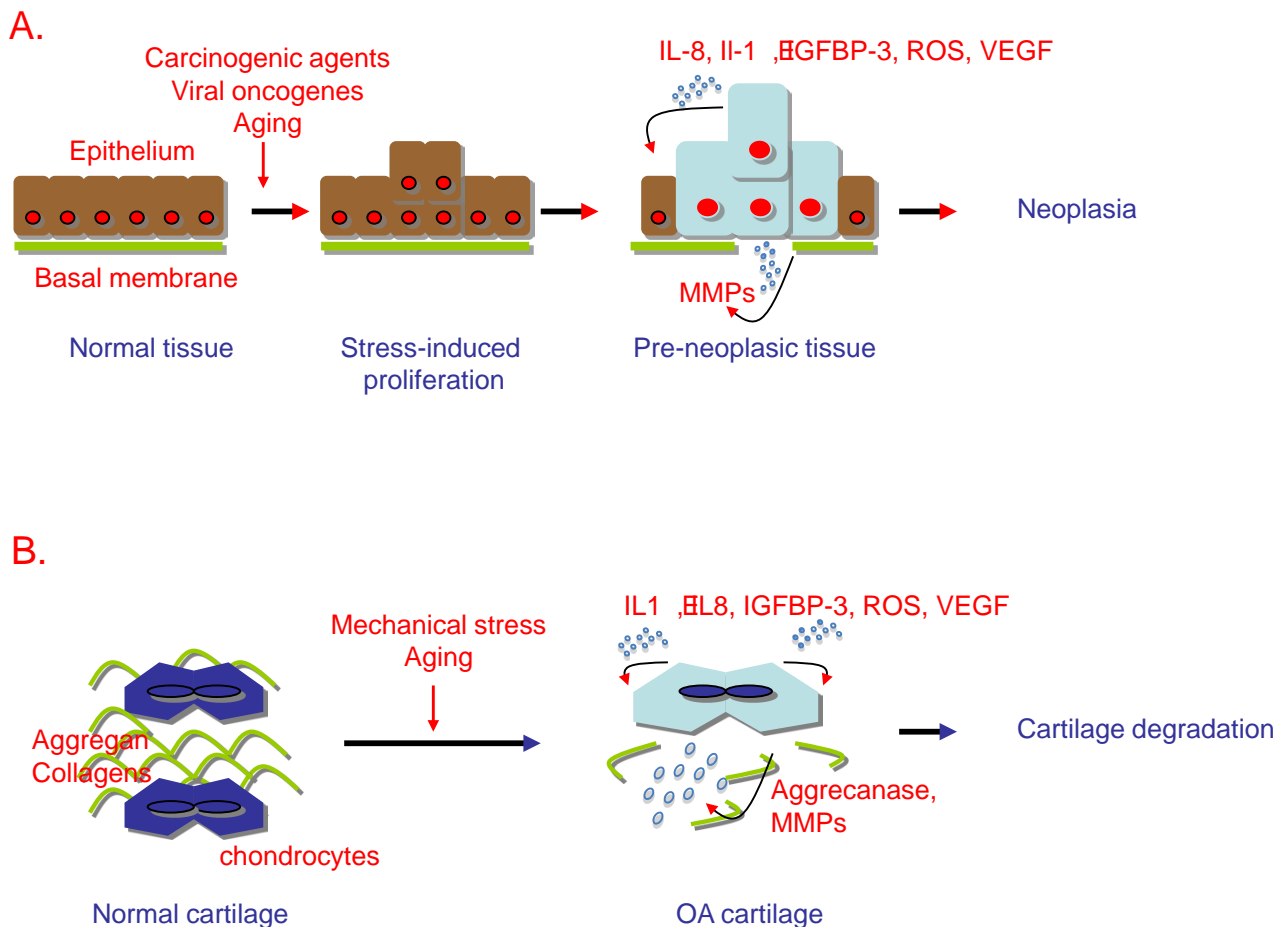 A.
Carcinogenic agents
Viral oncogenes
Aging
IL-8, Il-1 ,IGFBP-3, ROS, VEGF
Epithelium
Basal membrane
MMPs
Neoplasia
Normal tissue
Stress-induced
proliferation
Pre-neoplasic tissue
B.
Mechanical stress
Aging
IL1 , IL8, IGFBP-3, ROS, VEGF
Aggregan
Collagens
chondrocytes
Aggrecanase,
MMPs
Cartilage degradation
Normal cartilage
OA cartilage